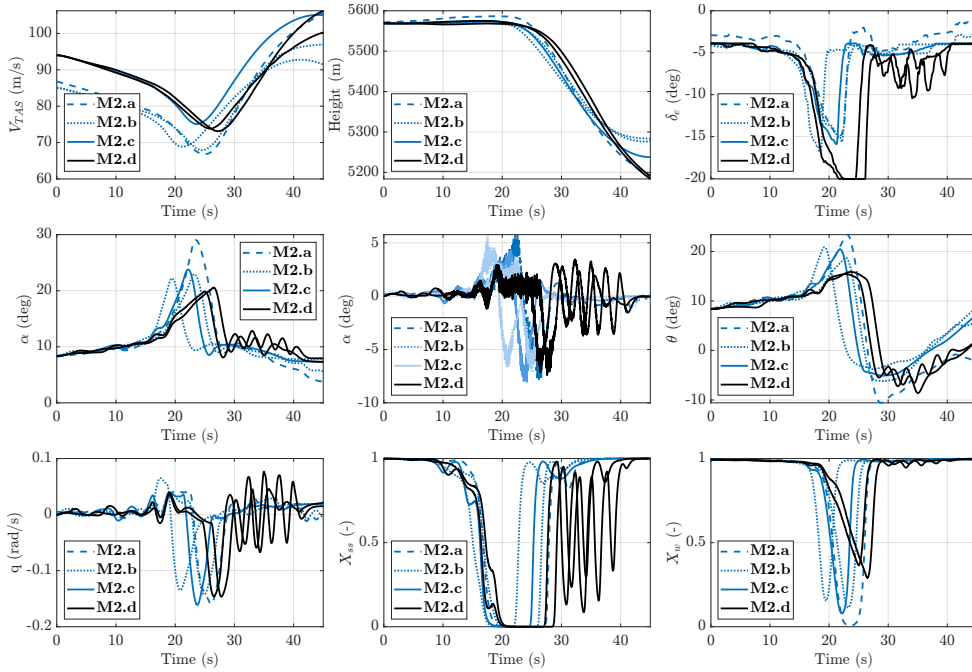 V_TAS (m/s)
100
80
60
0 10 20 30 40
Time (s)
M2.a
M2.b
M2.c
M2.d
Height (m)
5600
5500
5400
5300
5200
0 10 20 30 40
Time (s)
M2.a
M2.b
M2.c
M2.d
δ_e (deg)
0
-5
-10
-15
-20
0 10 20 30 40
Time (s)
M2.a
M2.b
M2.c
M2.d
α (deg)
30
20
10
0
0 10 20 30 40
Time (s)
M2.a
M2.b
M2.c
M2.d
α (deg)
5
0
-5
-10
0 10 20 30 40
Time (s)
M2.a
M2.b
M2.c
M2.d
θ (deg)
20
10
0
-10
0 10 20 30 40
Time (s)
M2.a
M2.b
M2.c
M2.d
q (rad/s)
0.1
0
-0.1
-0.2
0 10 20 30 40
Time (s)
M2.a
M2.b
M2.c
M2.d
X_ss (-)
1
0.5
0
0 10 20 30 40
Time (s)
M2.a
M2.b
M2.c
M2.d
X_w (-)
1
0.5
0
0 10 20 30 40
Time (s)
M2.a
M2.b
M2.c
M2.d